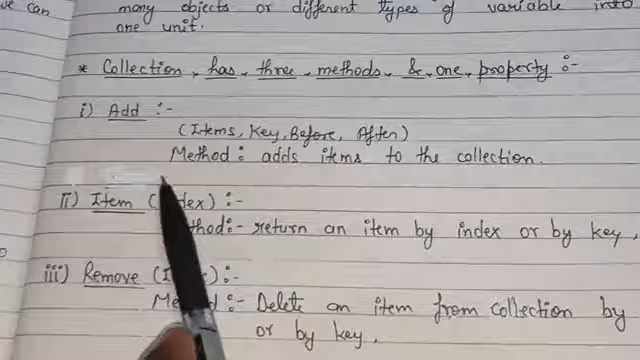 we can many objects or different types of variable into
one unit.
* Collection has three methods & one property :-
i) Add :-
(Items, Key, Before, After)
Method : adds items to the collection.
ii) Item ( dex) :-
thod:- return an item by index or by key,
iii) Remove (I ) :-
Me :- Delete an item from collection by
or by key.